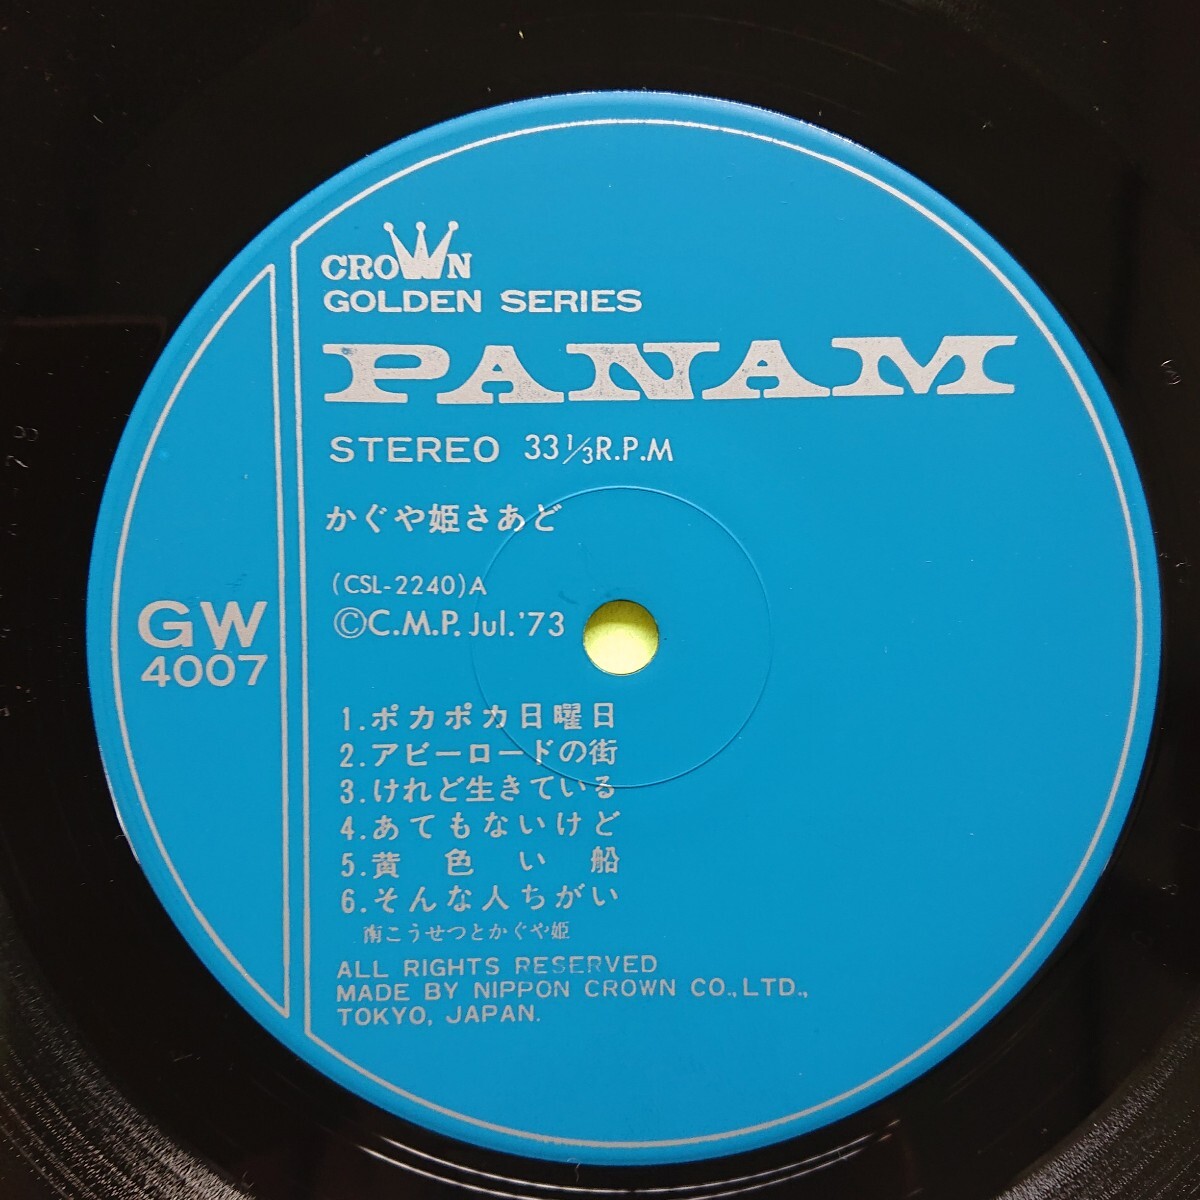 CROWN
GOLDEN SERIES
PANAM
STEREO 33 1/3 R.P.M
かぐや姫さあど
(CSL-2240)A
©C.M.P. Jul.'73
GW
4007
1.ポカポカ日曜日
2.アビーロードの街
3.けれど生きている
4.あてもないけど
5.黄色い船
6.そんな人ちがい
南こうせつとかぐや姫
ALL RIGHTS RESERVED
MADE BY NIPPON CROWN CO.,LTD.,
TOKYO, JAPAN.